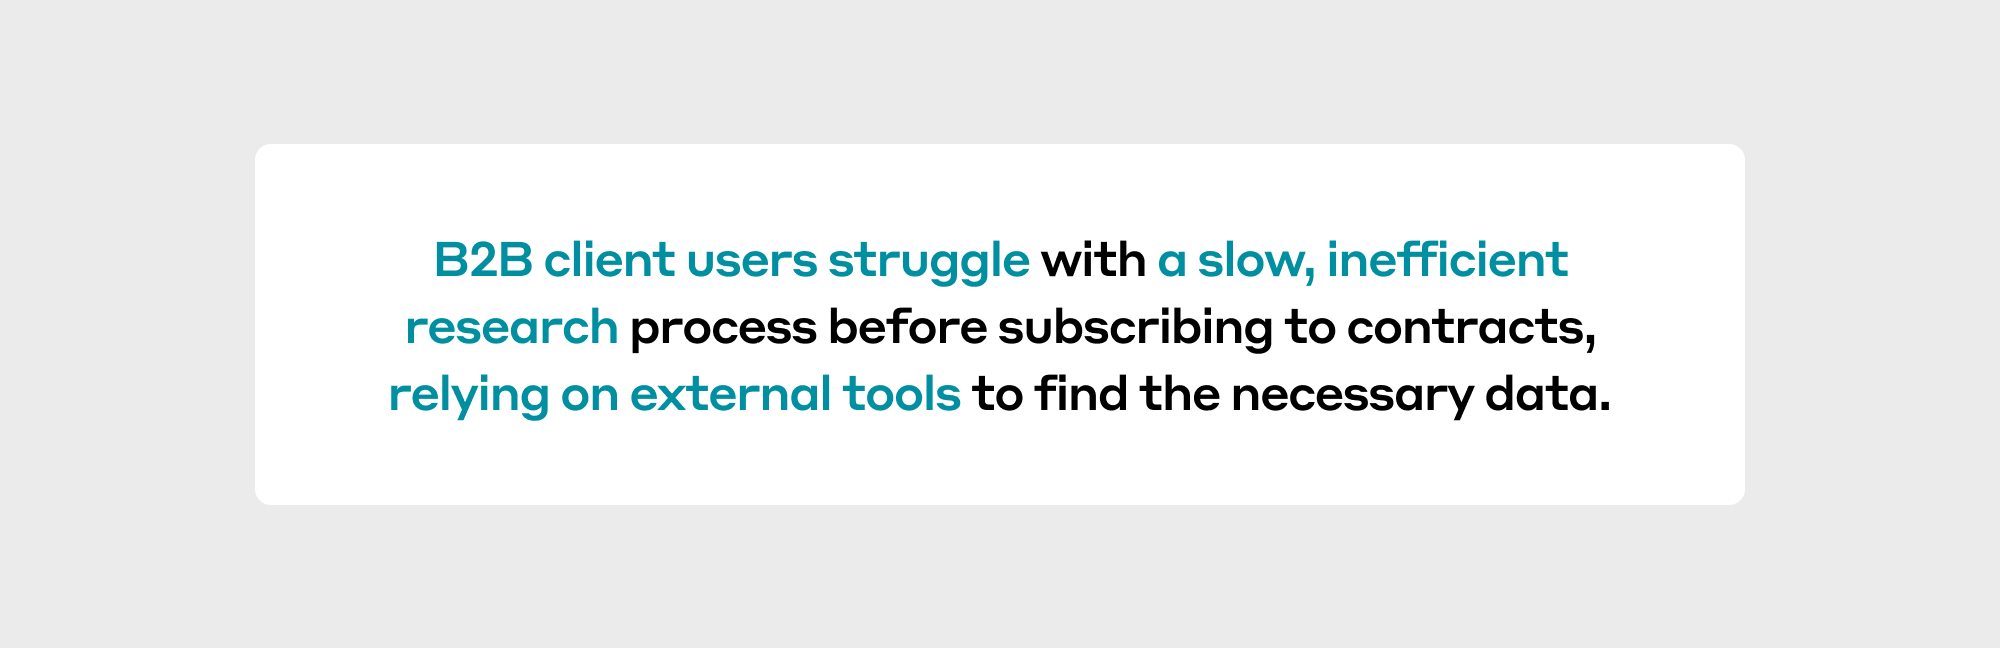 B2B client users struggle with a slow, inefficient
research process before subscribing to contracts,
relying on external tools to find the necessary data.